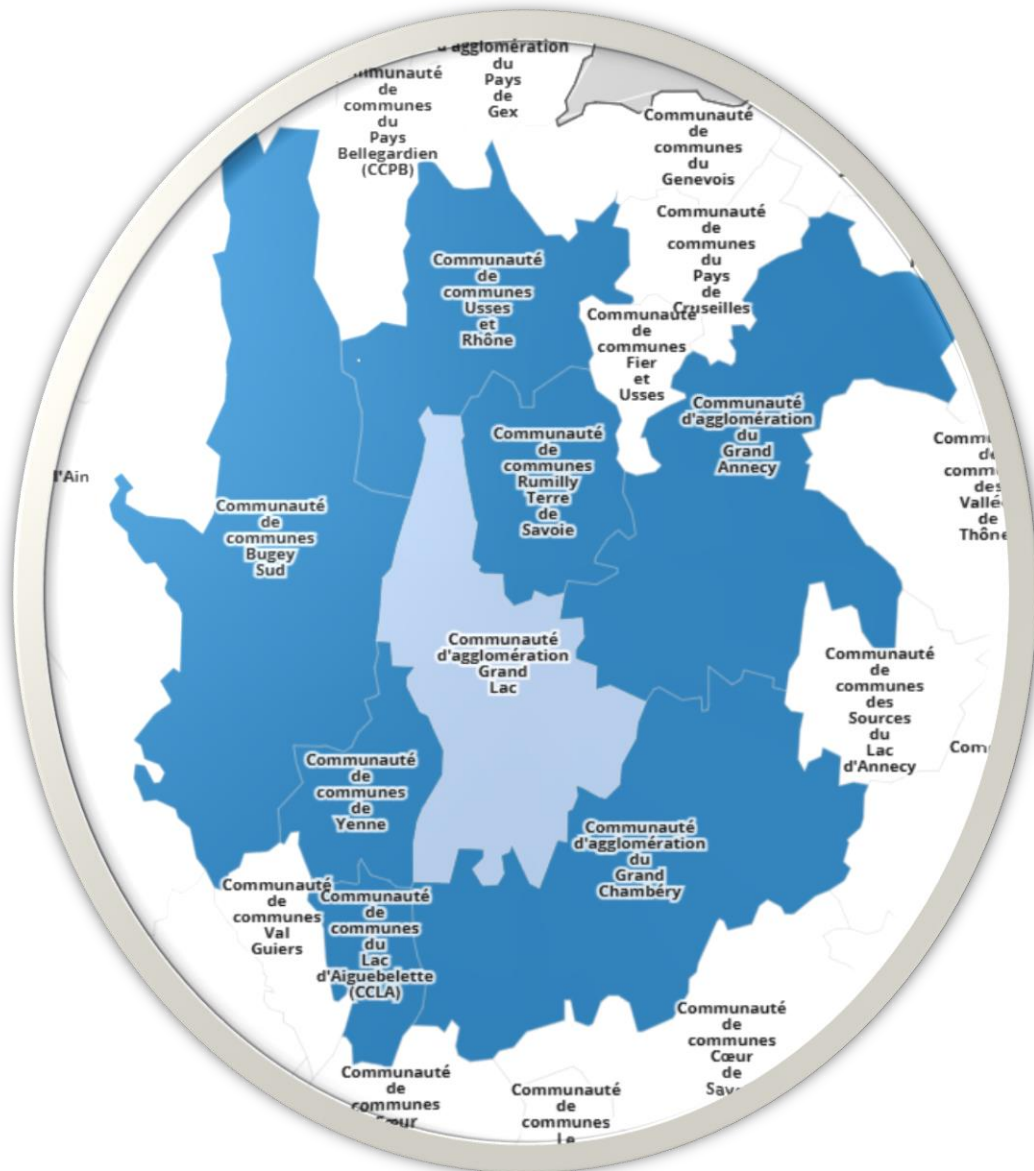 d'agglomération
du
Pays
de
Gex
de
communes
du
Pays
Bellegardien
(CCPB)
Communauté
de
communes
du
Genevois
Communauté
de
communes
du
Pays
de
Cruseilles
Communauté
de
communes
Usses
et
Rhône
Communauté
de
communes
Fier
et
Usses
Communauté
d'agglomération
du
Grand
Annecy
Communauté
de
communes
Rumilly
Terre
de
Savoie
des
de
l'Ain
Communauté
de
communes
Bugey
Sud
Communauté
d'agglomération
Grand
Lac
Communauté
de
communes
des
Sources
du
Lac
d'Annecy
Communauté
de
communes
de
Yenne
Communauté
d'agglomération
du
Grand
Chambéry
Communauté
de
communes
Val
Guiers
Communauté
de
communes
du
Lac
d'Aiguebelette
(CCLA)
Communauté
de
communes
Cœur
de
Communauté
de
communes
Cœur
Communauté
de
communes
Le